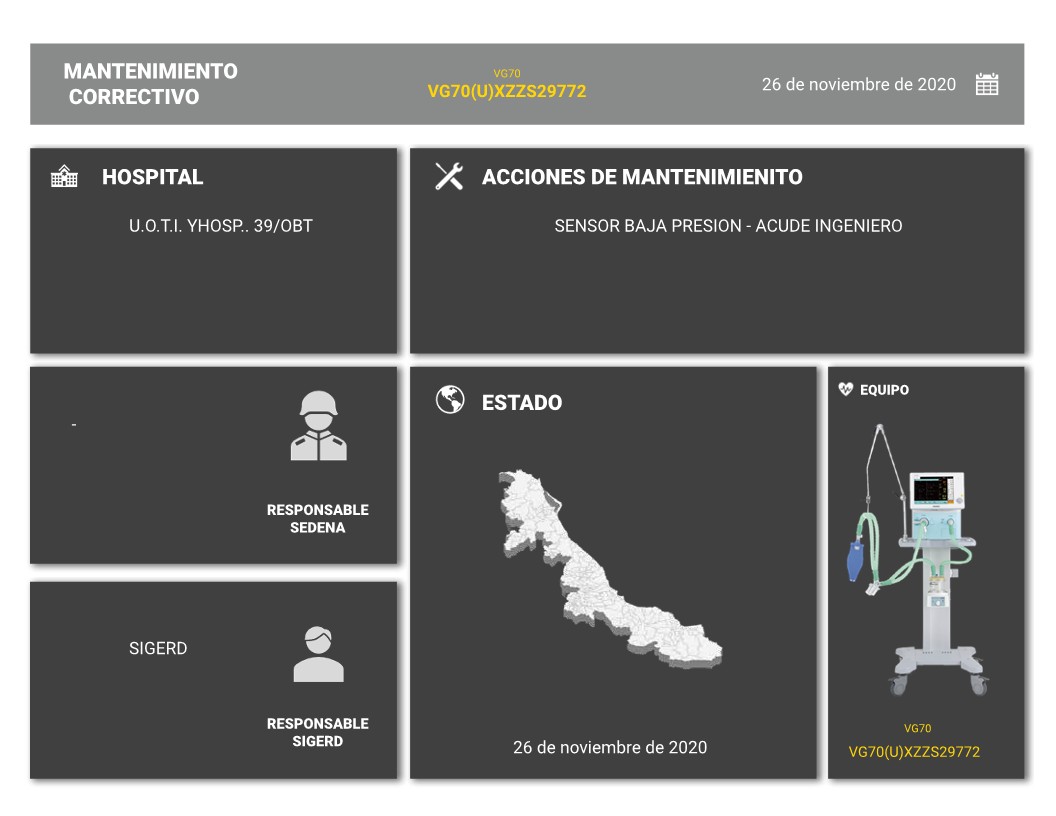 MANTENIMIENTO
CORRECTIVO
VG70
VG70(U)XZZS29772
26 de noviembre de 2020
HOSPITAL
U.O.T.I. YHOSP.. 39/OBT
ACCIONES DE MANTENIMIENITO
SENSOR BAJA PRESION - ACUDE INGENIERO
-
RESPONSABLE
SEDENA
SIGERD
RESPONSABLE
SIGERD
ESTADO
26 de noviembre de 2020
EQUIPO
VG70
VG70(U)XZZS29772